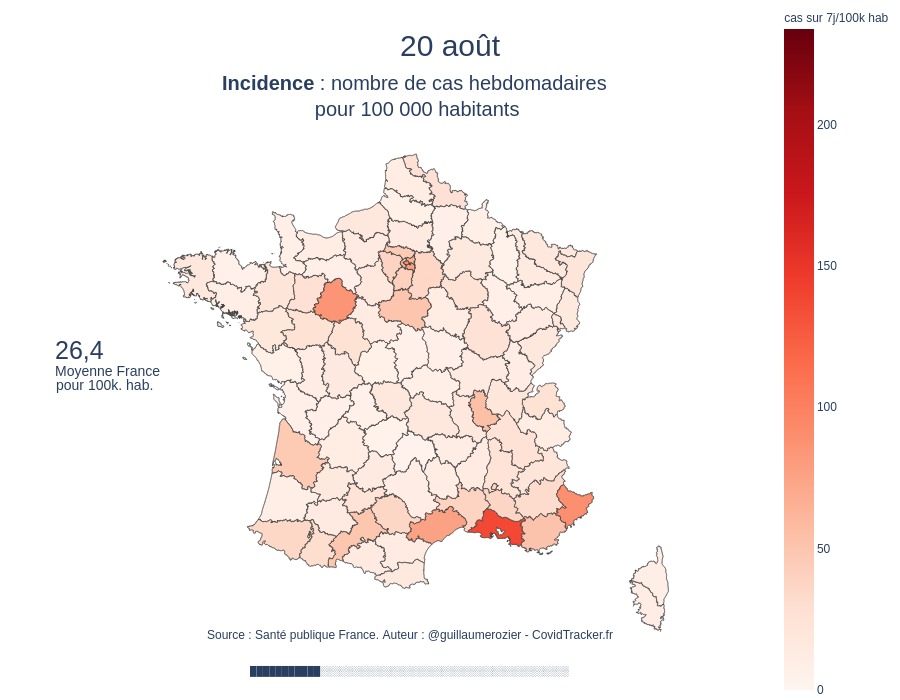 cas sur 7j/100k hab
20 août
Incidence : nombre de cas hebdomadaires
pour 100 000 habitants
200
150
26,4
Moyenne France
pour 100k. hab.
100
50
Source : Santé publique France. Auteur : @guillaumerozier - CovidTracker.fr
0